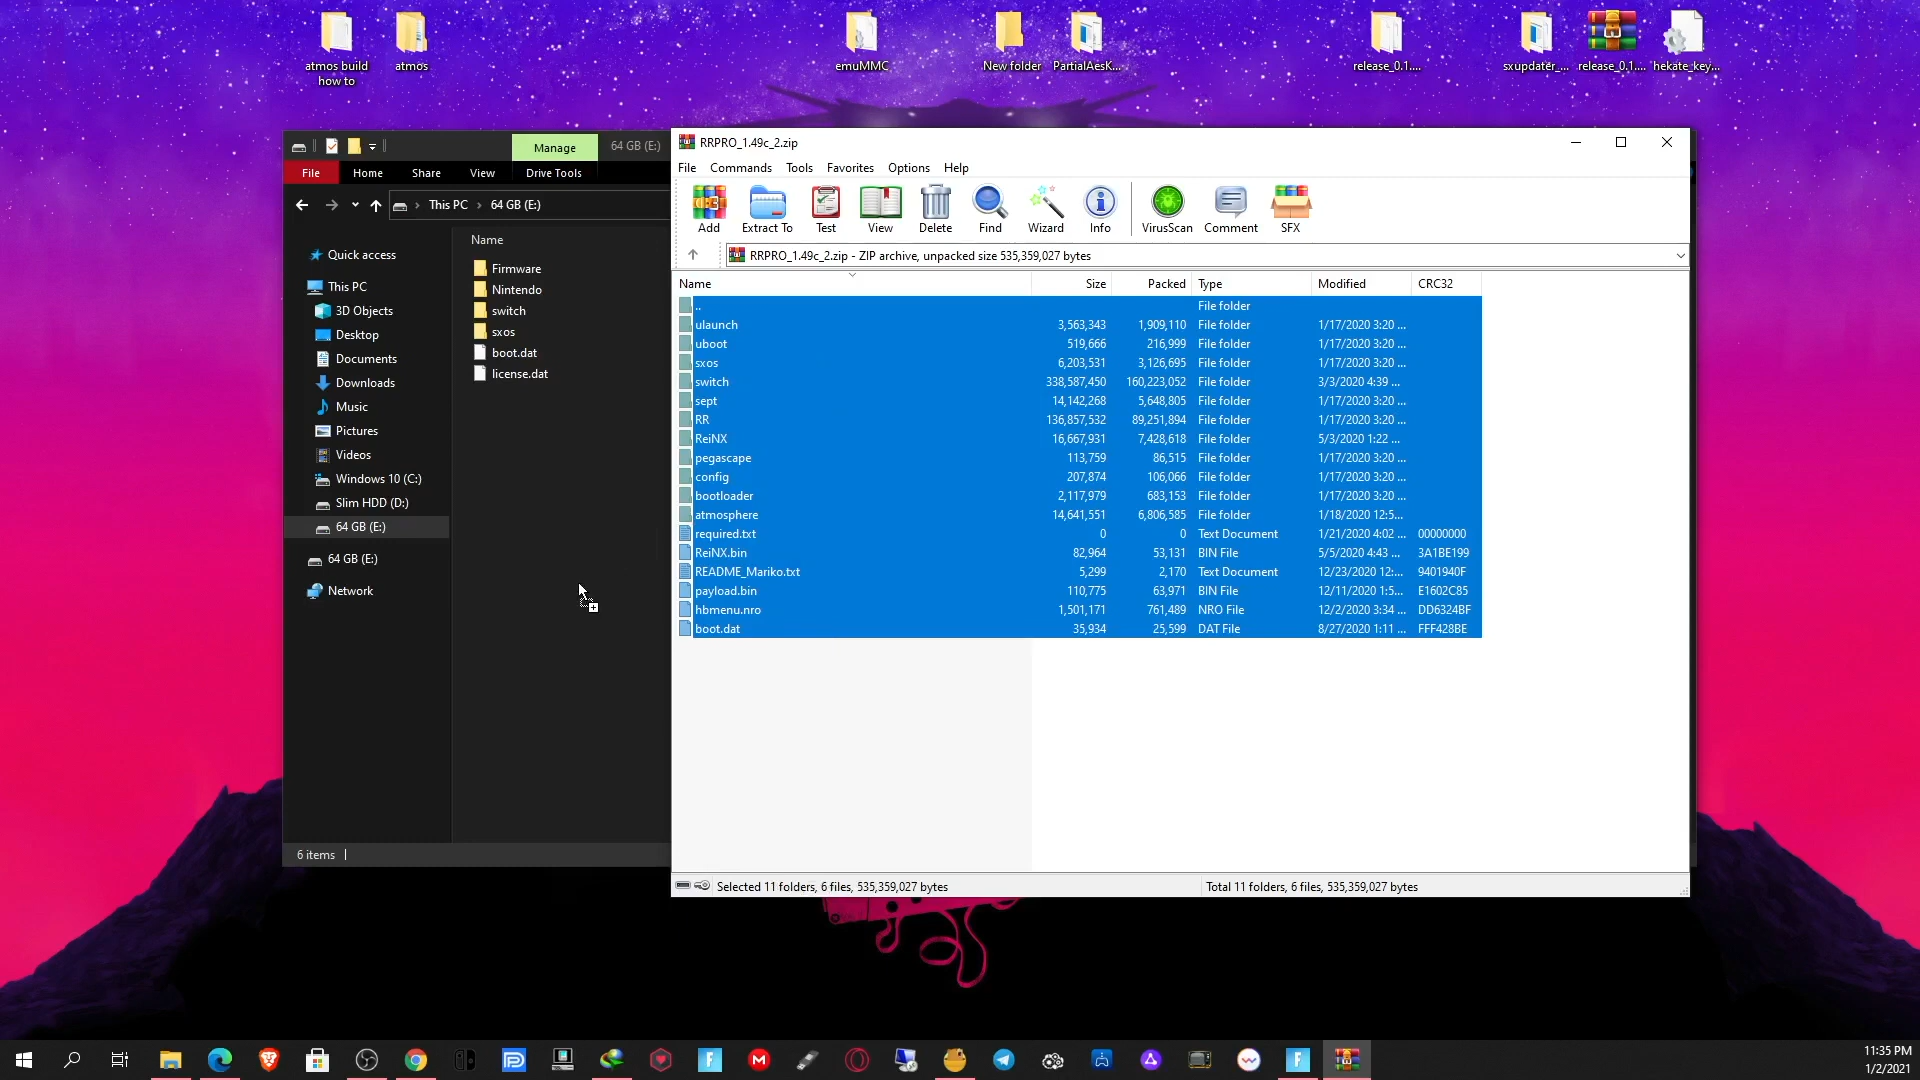 atmos build
how to
atmos
emuMMC
New folder
PartialAesK...
release_0.1....
sxupdater_...
release_0.1....
hekate_key...
Manage
64 GB (E:)
File
Home
Share
View
Drive Tools
This PC
64 GB (E:)
Quick access
This PC
3D Objects
Desktop
Documents
Downloads
Music
Pictures
Videos
Windows 10 (C:)
Slim HDD (D:)
64 GB (E:)
64 GB (E:)
Network
Name
Firmware
Nintendo
switch
sxos
boot.dat
license.dat
6 items
RRPRO_1.49c_2.zip
File Commands Tools Favorites Options Help
Add Extract To Test View Delete Find Wizard Info VirusScan Comment SFX
RRPRO_1.49c_2.zip - ZIP archive, unpacked size 535,359,027 bytes
Name Size Packed Type Modified CRC32
.. File folder
ulaunch 3,563,343 1,909,110 File folder 1/17/2020 3:20 ...
uboot 519,666 216,999 File folder 1/17/2020 3:20 ...
sxos 6,203,531 3,126,695 File folder 1/17/2020 3:20 ...
switch 338,587,450 160,223,052 File folder 3/3/2020 4:39 ...
sept 14,142,268 5,648,805 File folder 1/17/2020 3:20 ...
RR 136,857,532 89,251,894 File folder 1/17/2020 3:20 ...
ReiNX 16,667,931 7,428,618 File folder 5/3/2020 1:22 ...
pegascape 113,759 86,515 File folder 1/17/2020 3:20 ...
config 207,874 106,066 File folder 1/17/2020 3:20 ...
bootloader 2,117,979 683,153 File folder 1/17/2020 3:20 ...
atmosphere 14,641,551 6,806,585 File folder 1/18/2020 12:5...
required.txt 0 0 Text Document 1/21/2020 4:02 ... 00000000
ReiNX.bin 82,964 53,131 BIN File 5/5/2020 4:43 ... 3A1BE199
README_Mariko.txt 5,299 2,170 Text Document 12/23/2020 12:... 9401940F
payload.bin 110,775 63,971 BIN File 12/11/2020 1:5... E1602C85
hbmenu.nro 1,501,171 761,489 NRO File 12/2/2020 3:34 ... DD6324BF
boot.dat 35,934 25,599 DAT File 8/27/2020 1:11 ... FFF428BE
Selected 11 folders, 6 files, 535,359,027 bytes
Total 11 folders, 6 files, 535,359,027 bytes
11:35 PM
1/2/2021